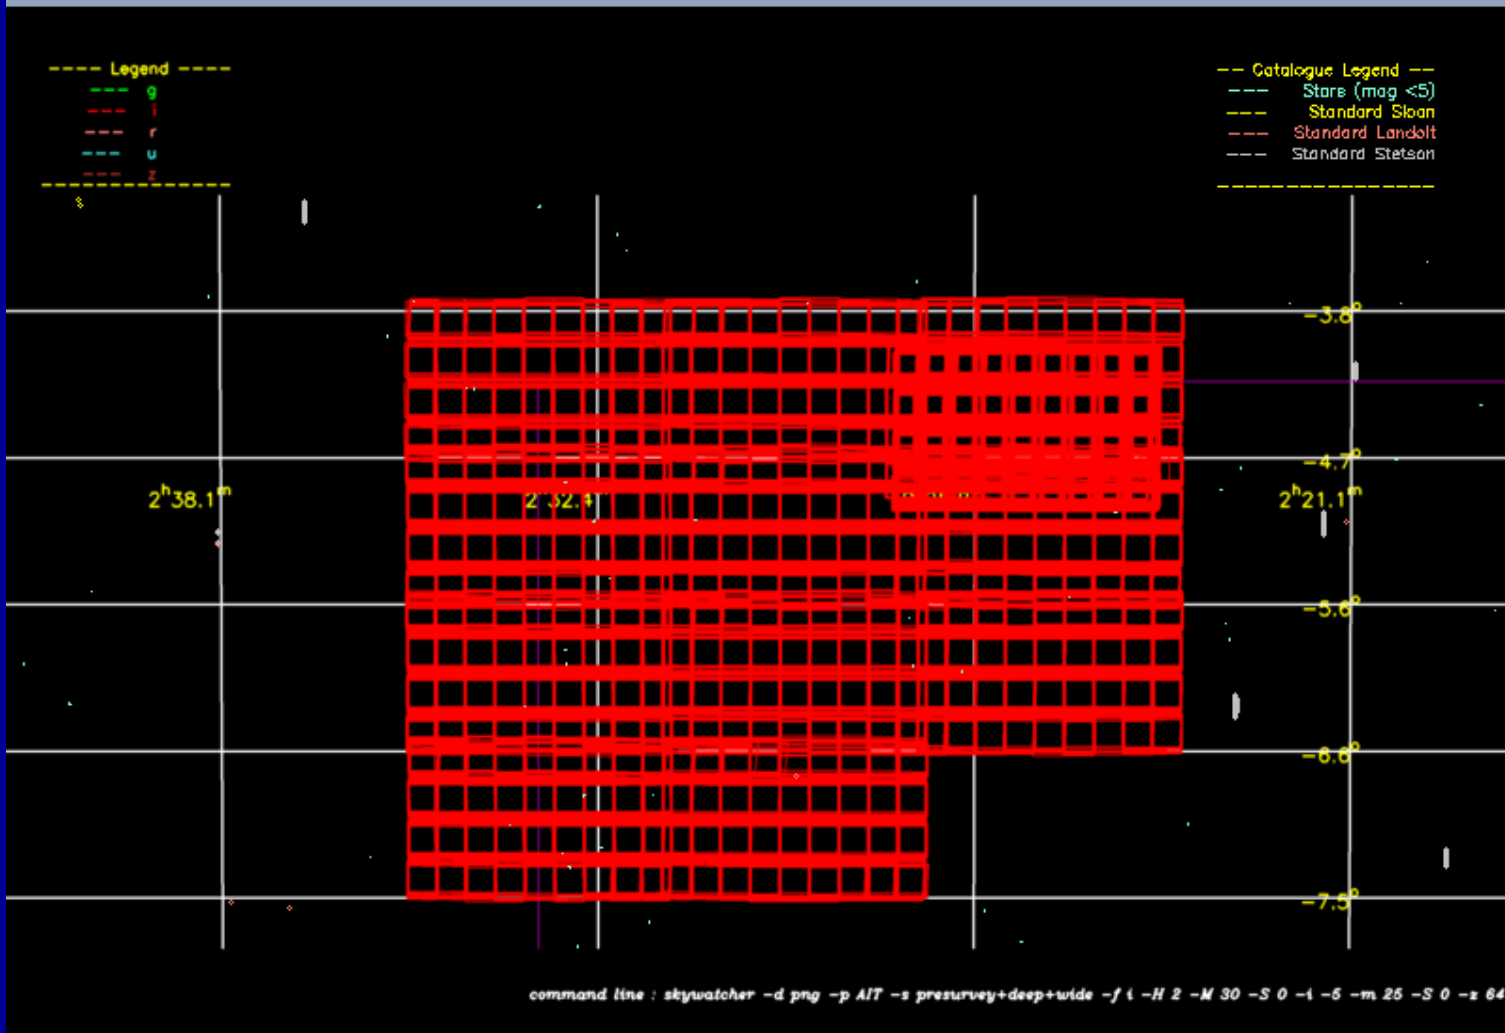 ---- Legend ----
--- g
--- i
--- r
--- u
--- z
-- Catalogue Legend --
--- Stars (mag <5)
--- Standard Sloan
--- Standard Landolt
--- Standard Stetson
-3.8°
-4.7°
2ʰ38.1ᵐ
2ʰ21.1ᵐ
-5.6°
-6.6°
-7.5°
command line : skywatcher -d png -p AIT -s presurvey+deep+wide -f i -H 2 -M 30 -S 0 -i -5 -m 25 -S 0 -z 64